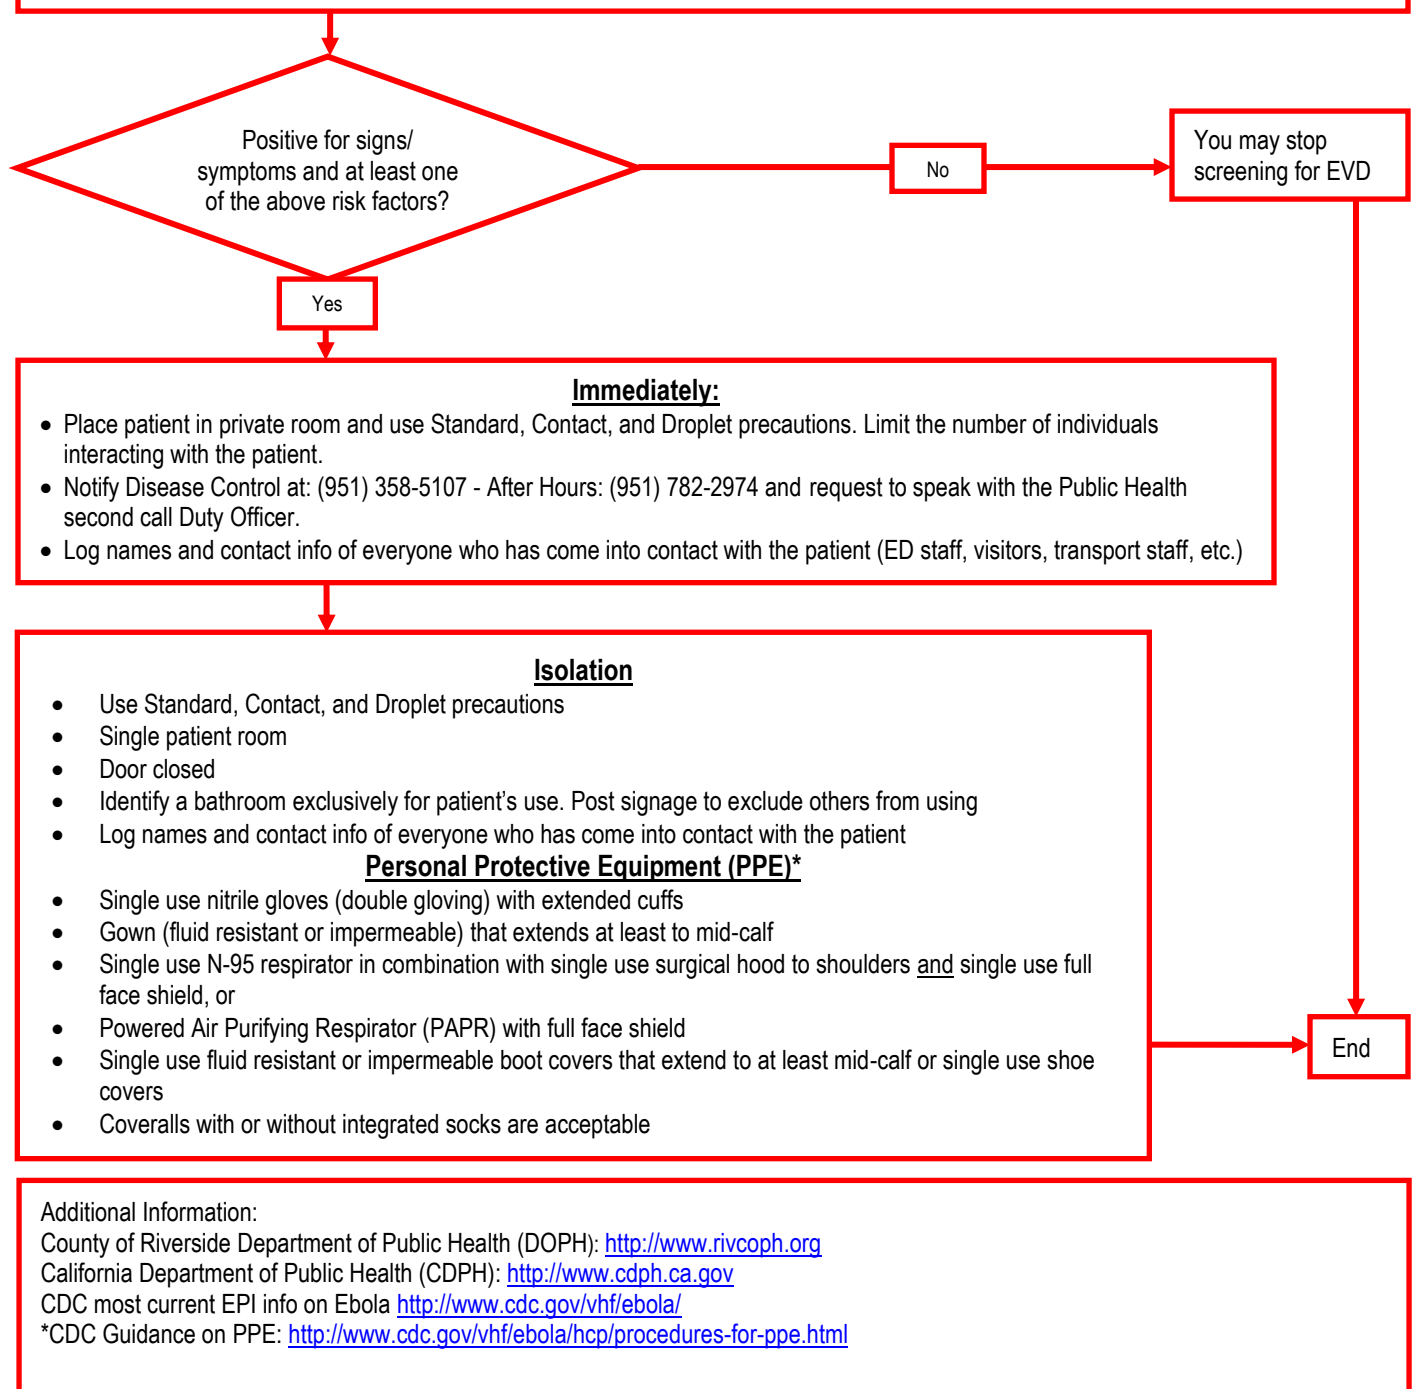 Positive for signs/
symptoms and at least one
of the above risk factors?
No
You may stop
screening for EVD
Yes
Immediately:
• Place patient in private room and use Standard, Contact, and Droplet precautions. Limit the number of individuals
interacting with the patient.
• Notify Disease Control at: (951) 358-5107 - After Hours: (951) 782-2974 and request to speak with the Public Health
second call Duty Officer.
• Log names and contact info of everyone who has come into contact with the patient (ED staff, visitors, transport staff, etc.)
Isolation
• Use Standard, Contact, and Droplet precautions
• Single patient room
• Door closed
• Identify a bathroom exclusively for patient’s use. Post signage to exclude others from using
• Log names and contact info of everyone who has come into contact with the patient
Personal Protective Equipment (PPE)*
• Single use nitrile gloves (double gloving) with extended cuffs
• Gown (fluid resistant or impermeable) that extends at least to mid-calf
• Single use N-95 respirator in combination with single use surgical hood to shoulders and single use full
face shield, or
• Powered Air Purifying Respirator (PAPR) with full face shield
• Single use fluid resistant or impermeable boot covers that extend to at least mid-calf or single use shoe
covers
• Coveralls with or without integrated socks are acceptable
End
Additional Information:
County of Riverside Department of Public Health (DOPH): http://www.rivcoph.org
California Department of Public Health (CDPH): http://www.cdph.ca.gov
CDC most current EPI info on Ebola http://www.cdc.gov/vhf/ebola/
*CDC Guidance on PPE: http://www.cdc.gov/vhf/ebola/hcp/procedures-for-ppe.html